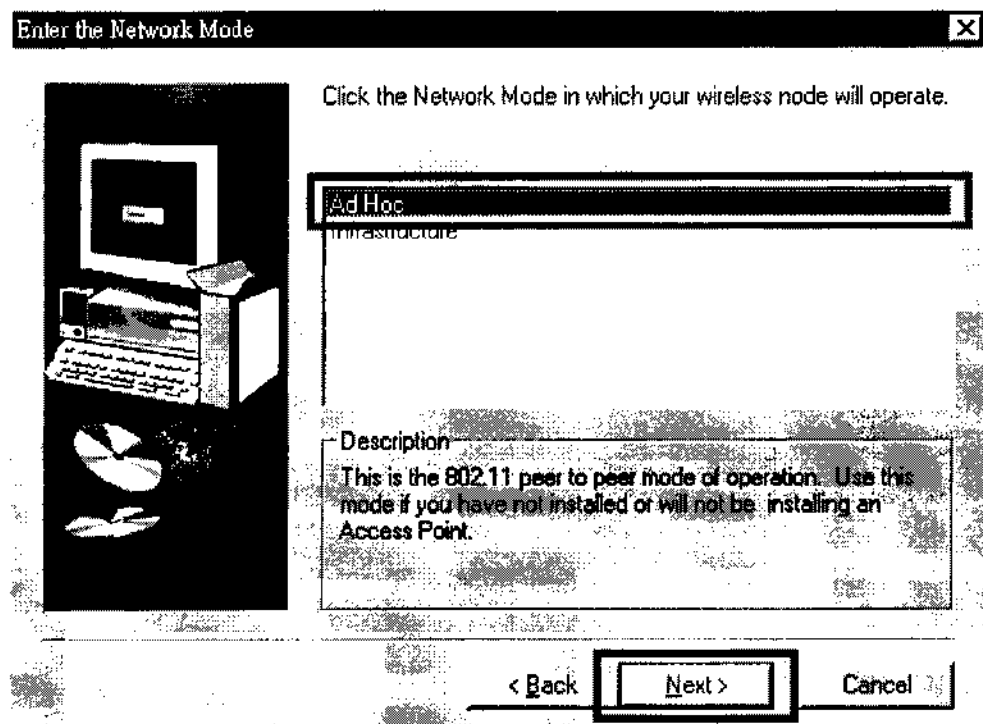 Enter the Network Mode
Click the Network Mode in which your wireless node will operate.
Ad Hoc
Infrastructure
Description
This is the 802.11 peer to peer mode of operation. Use this
mode if you have not installed or will not be installing an
Access Point.
< Back
Next >
Cancel